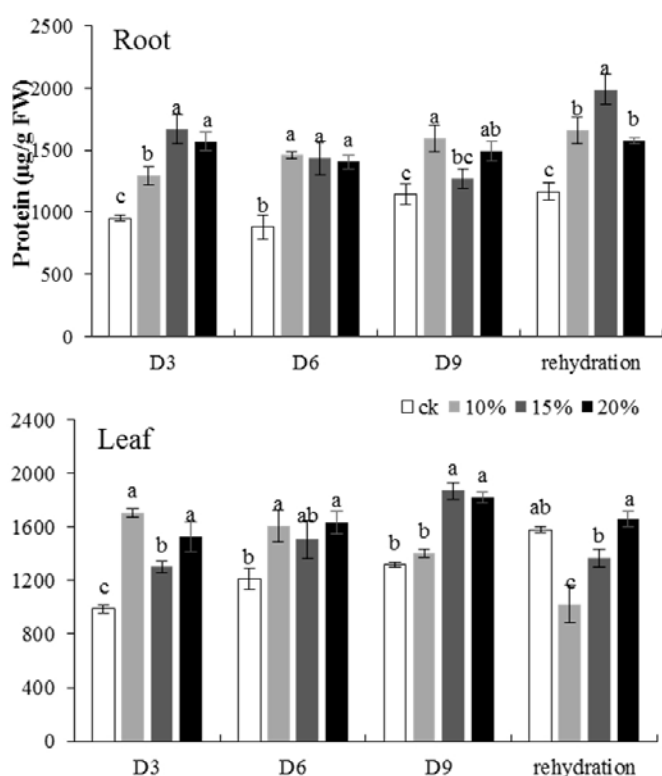 Root
Protein (µg/g FW)
2500
2000
1500
1000
500
0
c b a a
b a a a
c a bc ab
c b a b
D3 D6 D9 rehydration
ck 10% 15% 20%
Leaf
2400
2000
1600
1200
800
400
0
c a b a
b a ab a
b b a a
ab c b a
D3 D6 D9 rehydration